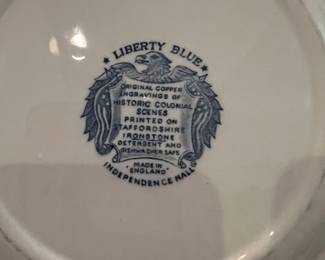 ★ LIBERTY BLUE ★
ORIGINAL COPPER
ENGRAVINGS OF
HISTORIC COLONIAL
SCENES
PRINTED ON
STAFFORDSHIRE
IRONSTONE
DETERGENT AND
DISHWASHER SAFE
"MADE IN
ENGLAND"
INDEPENDENCE HALL